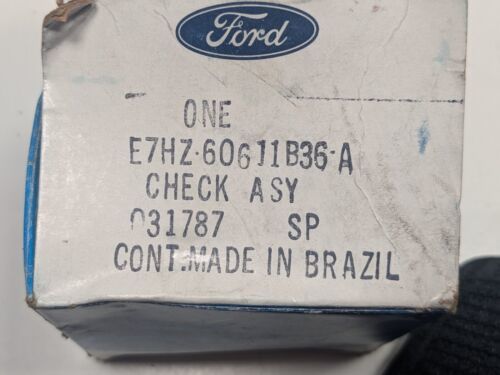 Ford
ONE
E7HZ-60611B36-A
CHECK ASY
031787 SP
CONT.MADE IN BRAZIL